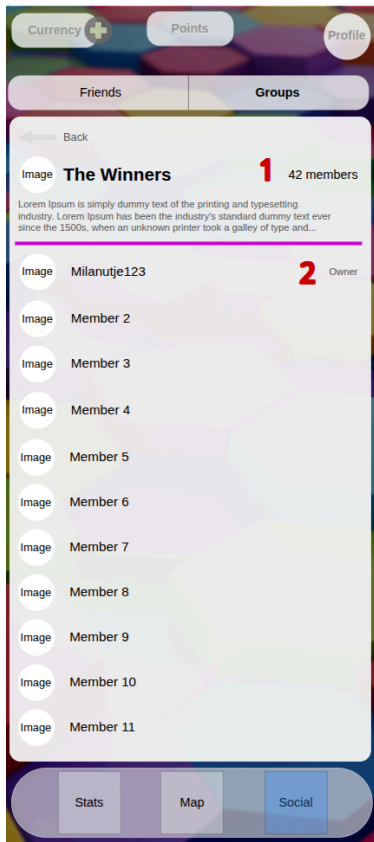 Currency
Points
Profile
Friends
Groups
Back
Image The Winners 1 42 members
Lorem Ipsum is simply dummy text of the printing and typesetting
industry. Lorem Ipsum has been the industry's standard dummy text ever
since the 1500s, when an unknown printer took a galley of type and...
Image Milanutje123 2 Owner
Image Member 2
Image Member 3
Image Member 4
Image Member 5
Image Member 6
Image Member 7
Image Member 8
Image Member 9
Image Member 10
Image Member 11
Stats Map Social